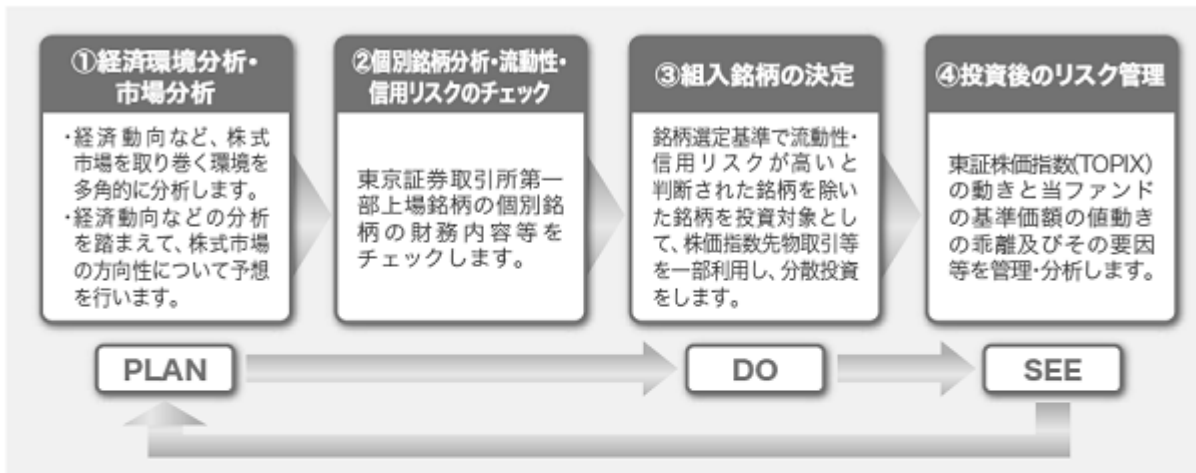 ①経済環境分析・
市場分析
・経済動向など、株式
市場を取り巻く環境を
多角的に分析します。
・経済動向などの分析
を踏まえて、株式市場
の方向性について予想
を行います。
②個別銘柄分析・流動性・
信用リスクのチェック
東京証券取引所第一
部上場銘柄の個別銘
柄の財務内容等を
チェックします。
③組入銘柄の決定
銘柄選定基準で流動性・
信用リスクが高いと
判断された銘柄を除い
た銘柄を投資対象とし
て、株価指数先物取引等
を一部利用し、分散投資
をします。
④投資後のリスク管理
東証株価指数(TOPIX)
の動きと当ファンド
の基準価額の値動き
の乖離及びその要因
等を管理・分析します。
PLAN
DO
SEE